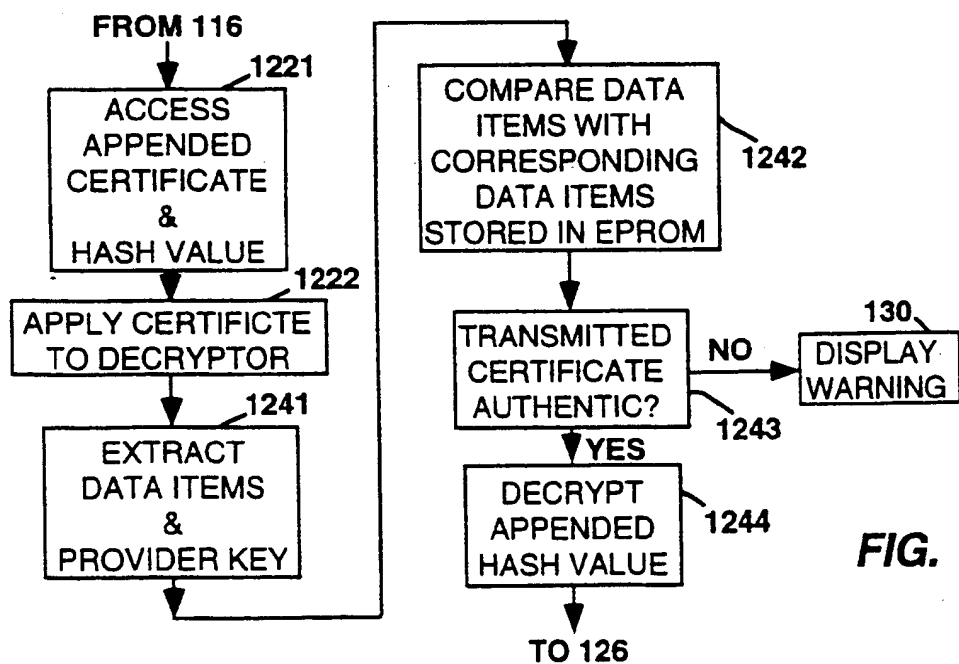 FROM 116
1221
ACCESS
APPENDED
CERTIFICATE
&
HASH VALUE
1222
APPLY CERTIFICTE
TO DECRYPTOR
1241
EXTRACT
DATA ITEMS
&
PROVIDER KEY
COMPARE DATA
ITEMS WITH
CORRESPONDING
DATA ITEMS
STORED IN EPROM
1242
TRANSMITTED
CERTIFICATE
AUTHENTIC?
1243
NO
130
DISPLAY
WARNING
YES
DECRYPT
APPENDED
HASH VALUE
1244
TO 126
FIG.